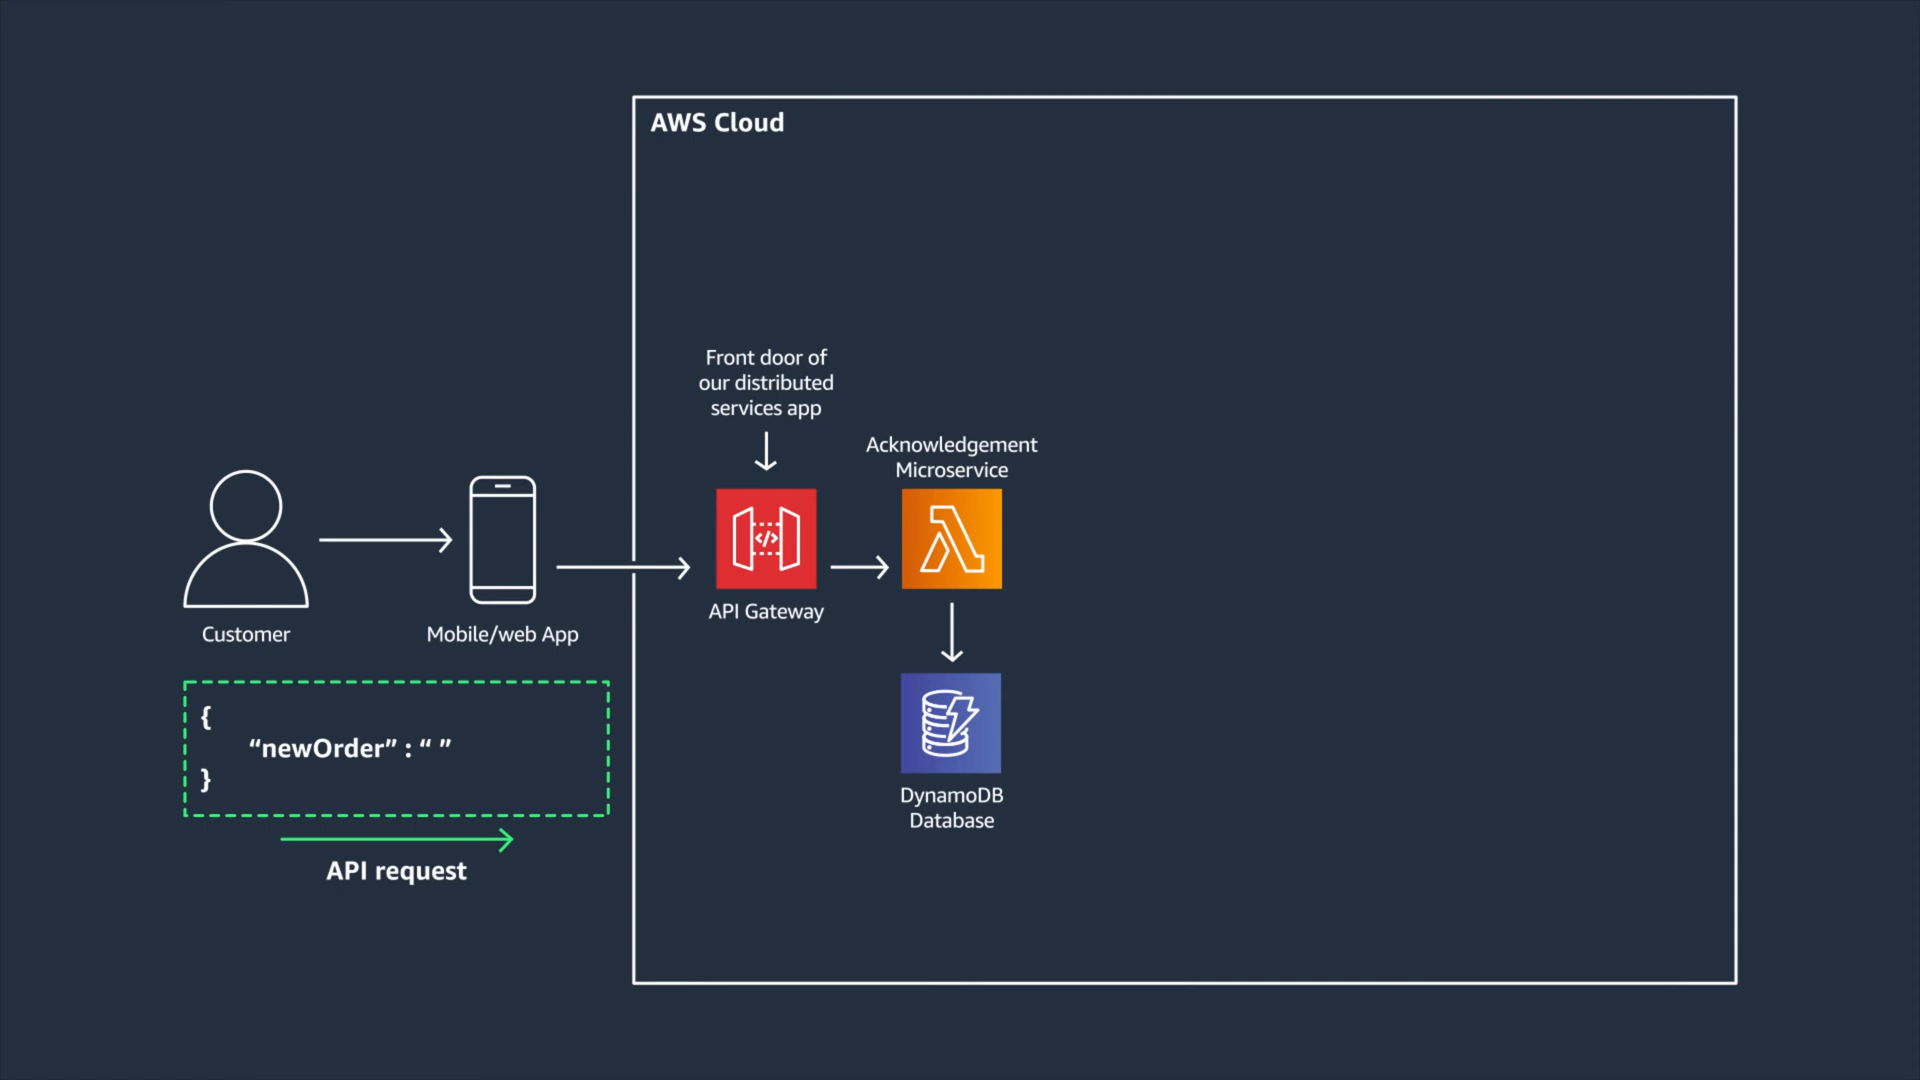 AWS Cloud
Front door of
our distributed
services app
Acknowledgement
Microservice
</>
API Gateway
Customer
Mobile/web App
{
“newOrder” : “ ”
}
API request
DynamoDB
Database